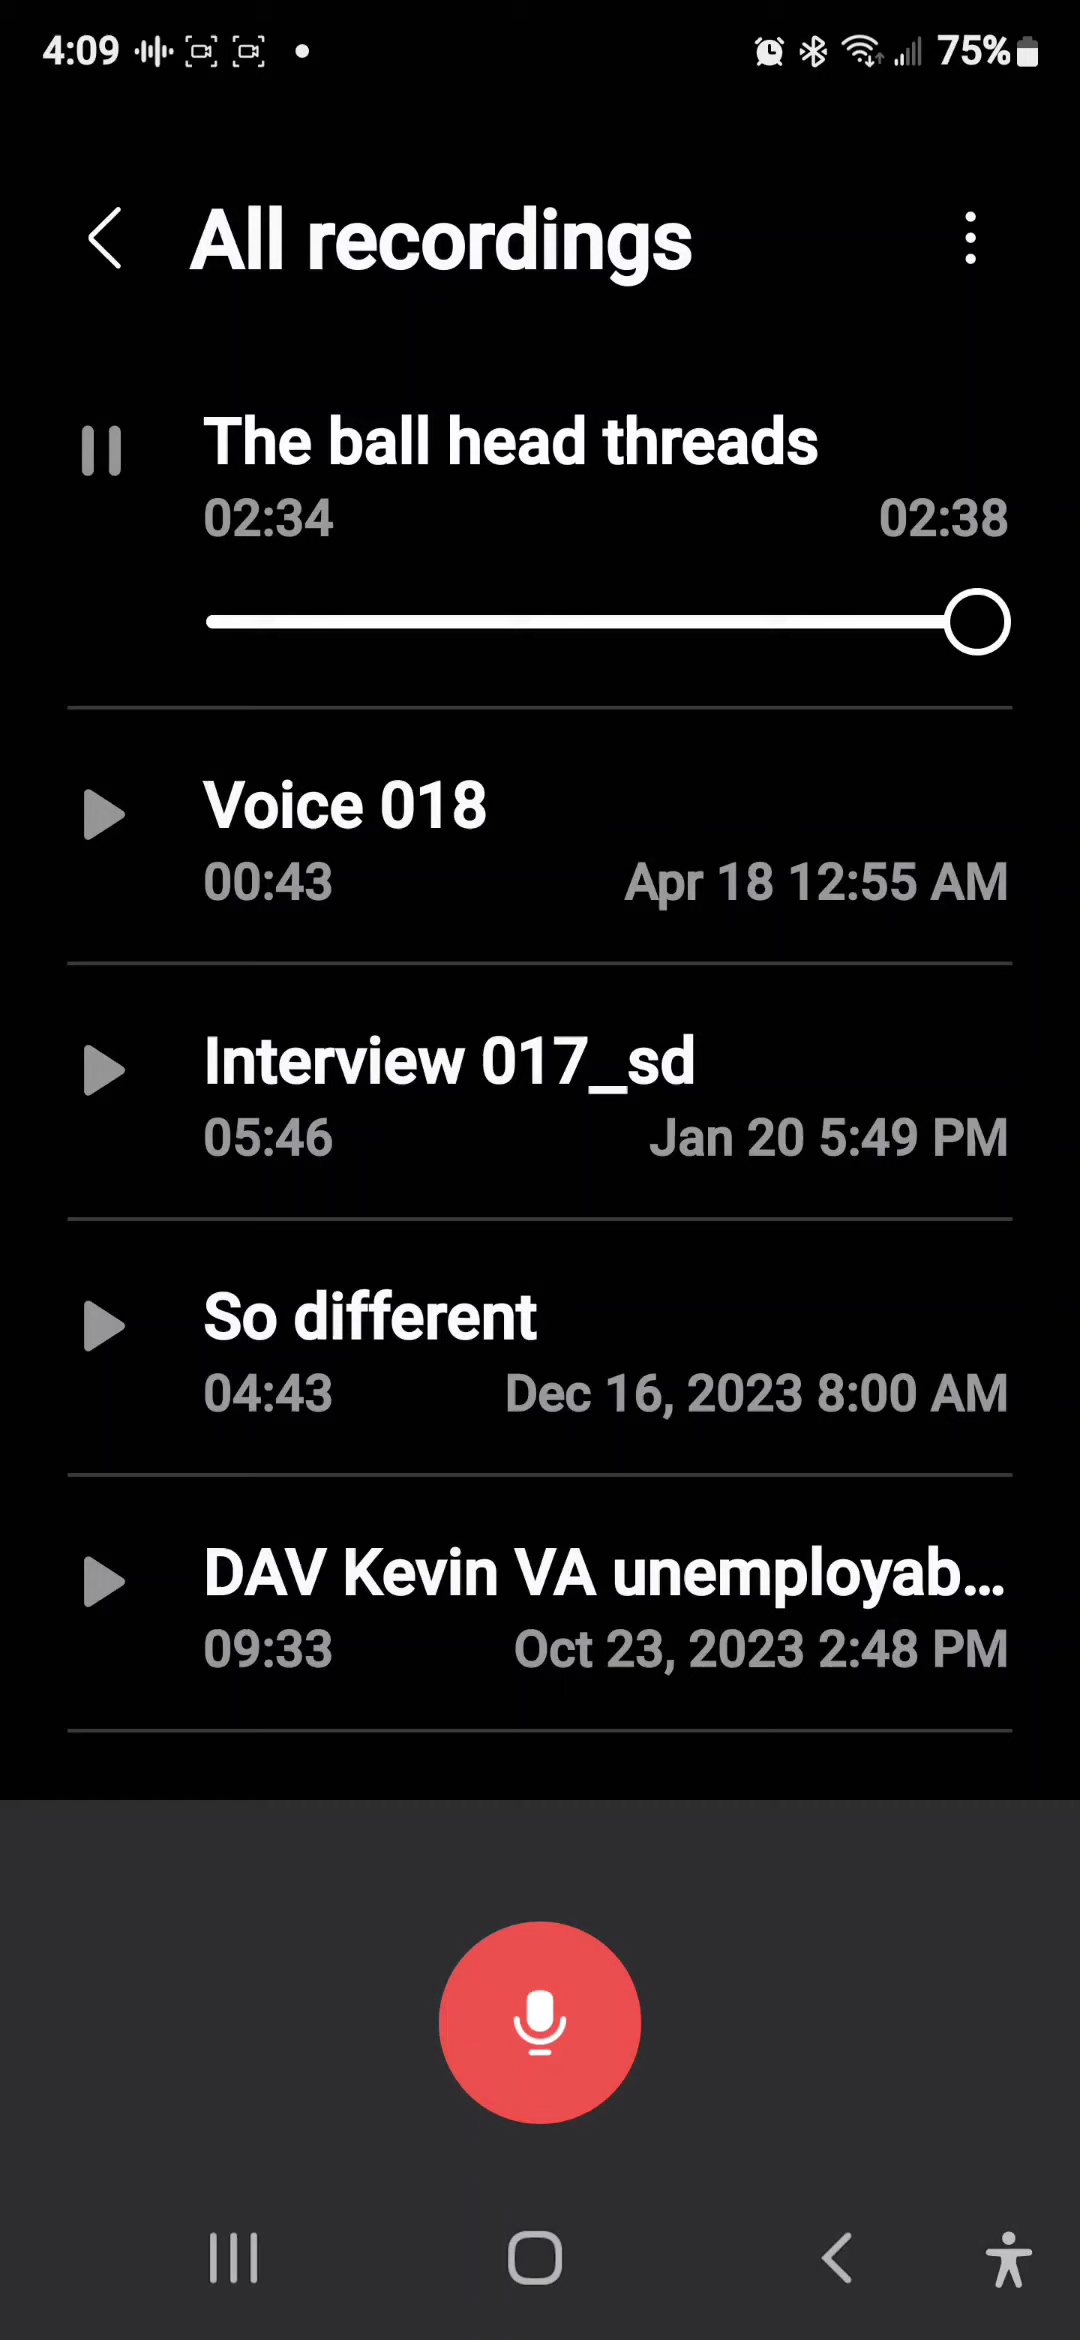 4:09 75%
All recordings
The ball head threads
02:34 02:38
Voice 018
00:43 Apr 18 12:55 AM
Interview 017_sd
05:46 Jan 20 5:49 PM
So different
04:43 Dec 16, 2023 8:00 AM
DAV Kevin VA unemployab...
09:33 Oct 23, 2023 2:48 PM